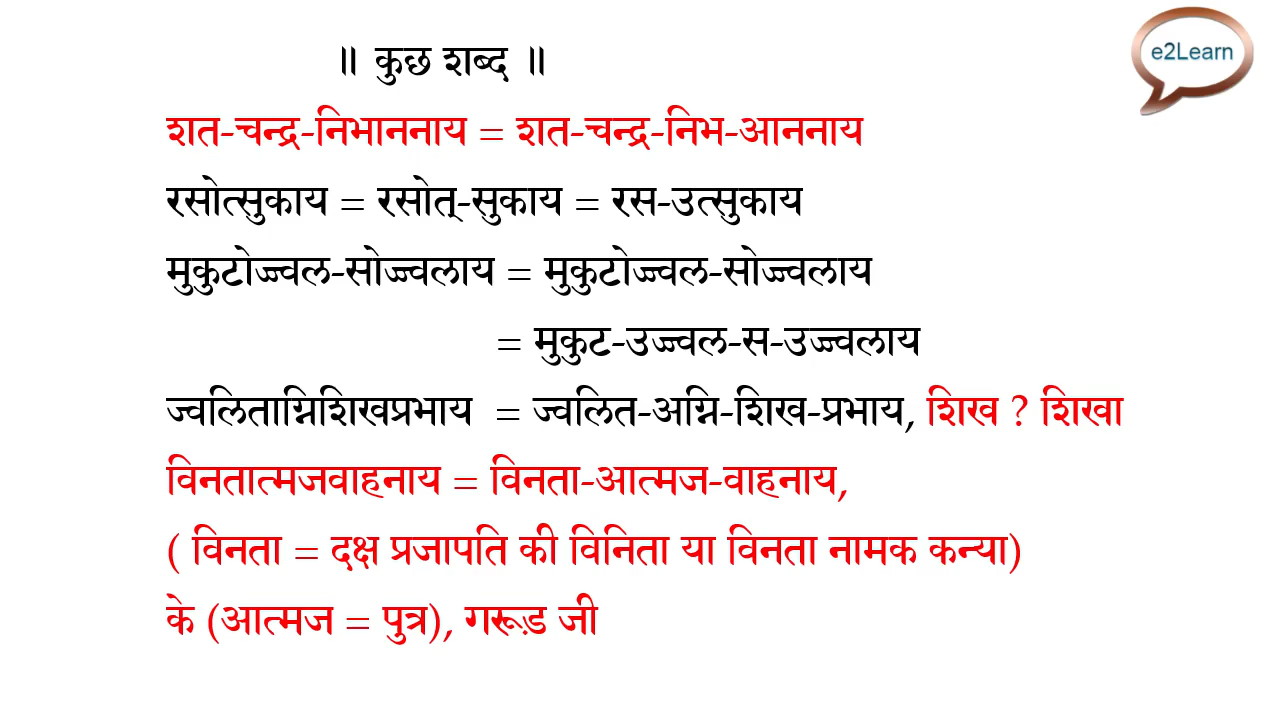 ॥ कुछ शब्द ॥
e2Learn
शत-चन्द्र-निभाननाय = शत-चन्द्र-निभ-आननाय
रसोत्सुकाय = रसोत्-सुकाय = रस-उत्सुकाय
मुकुटोज्ज्वल-सोज्ज्वलाय = मुकुटोज्ज्वल-सोज्ज्वलाय
= मुकुट-उज्ज्वल-स-उज्ज्वलाय
ज्वलिताग्निशिखप्रभाय = ज्वलित-अग्नि-शिख-प्रभाय, शिख ? शिखा
विनतात्मजवाहनाय = विनता-आत्मज-वाहनाय,
( विनता = दक्ष प्रजापति की विनिता या विनता नामक कन्या)
के (आत्मज = पुत्र), गरूड़ जी